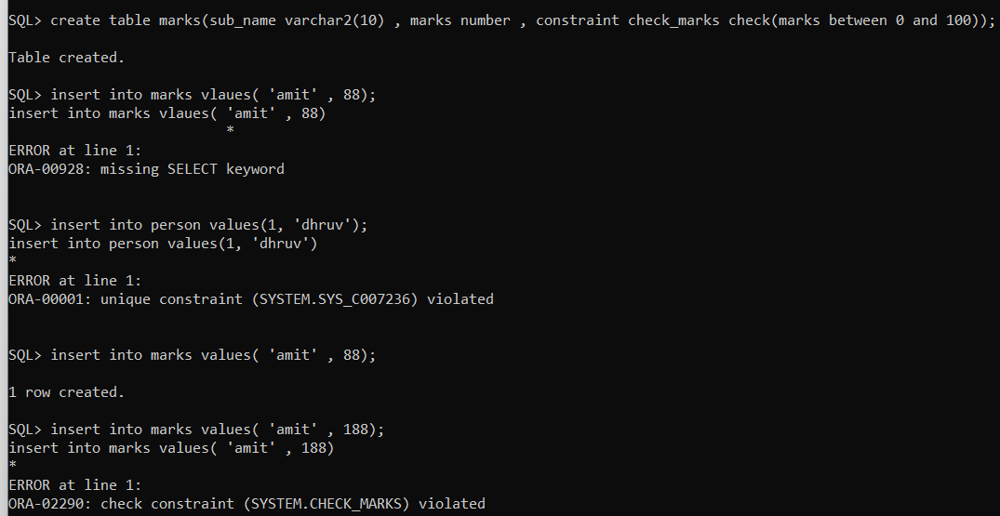 SQL> create table marks(sub_name varchar2(10) , marks number , constraint check_marks check(marks between 0 and 100));
Table created.
SQL> insert into marks vlaues( 'amit' , 88);
insert into marks vlaues( 'amit' , 88)
*
ERROR at line 1:
ORA-00928: missing SELECT keyword
SQL> insert into person values(1, 'dhruv');
insert into person values(1, 'dhruv')
*
ERROR at line 1:
ORA-00001: unique constraint (SYSTEM.SYS_C007236) violated
SQL> insert into marks values( 'amit' , 88);
1 row created.
SQL> insert into marks values( 'amit' , 188);
insert into marks values( 'amit' , 188)
*
ERROR at line 1:
ORA-02290: check constraint (SYSTEM.CHECK_MARKS) violated